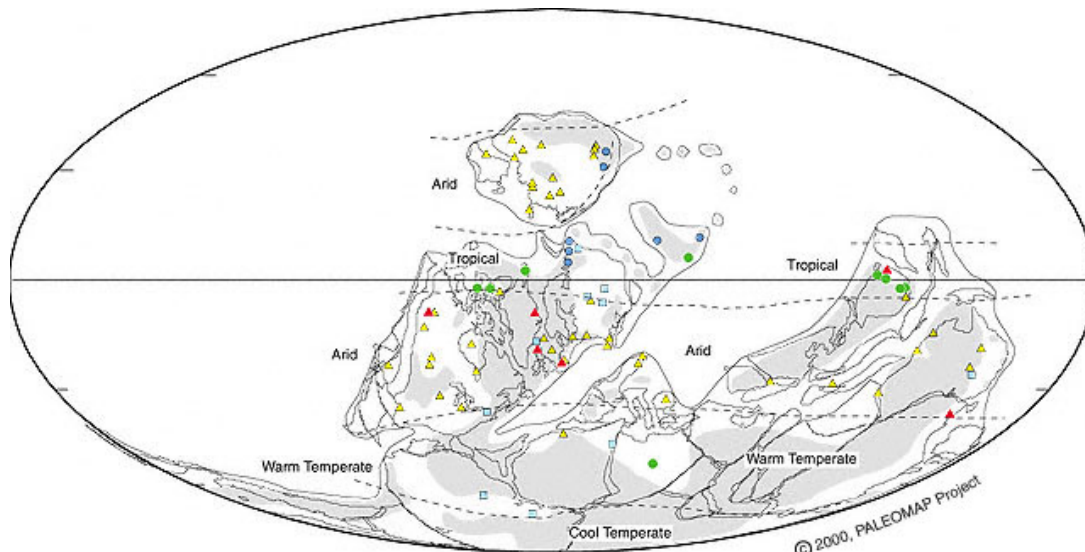 Arid
Tropical
Tropical
Arid
Arid
Warm Temperate
Warm Temperate
Cool Temperate
© 2000, PALEOMAP Project